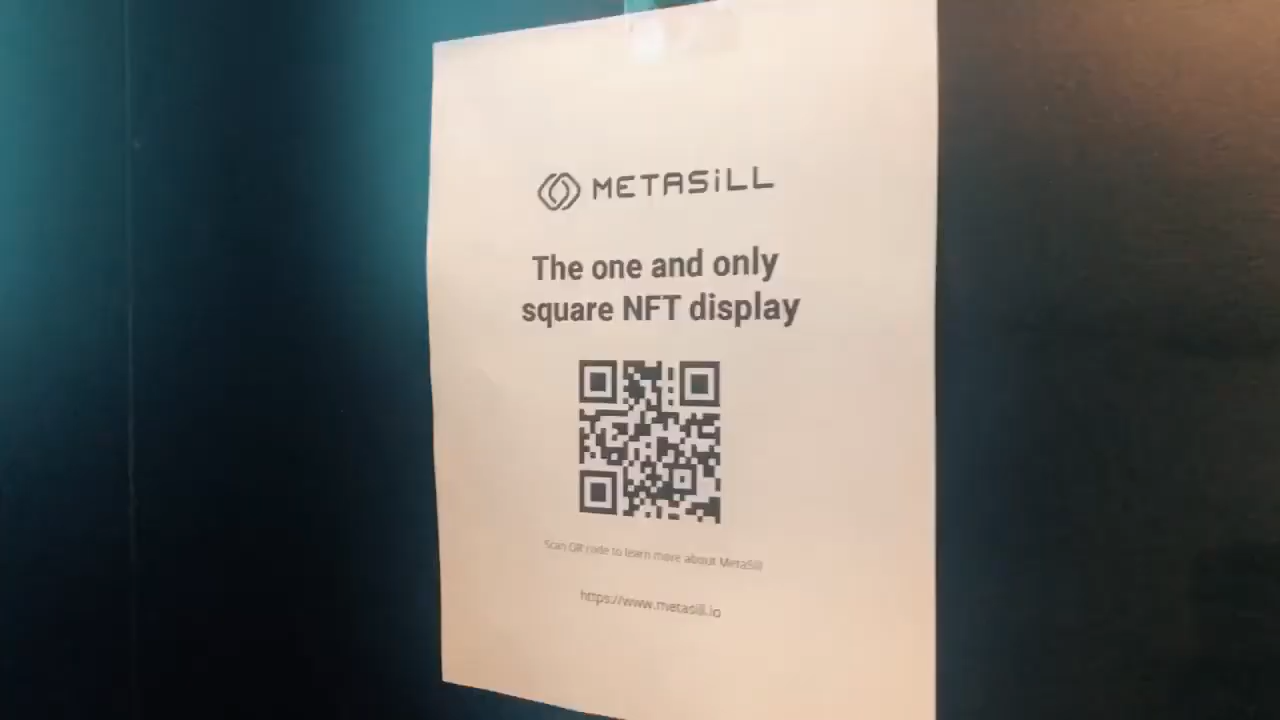 METASiLL
The one and only
square NFT display
Scan QR code to learn more about MetaSill
https://www.metasill.io